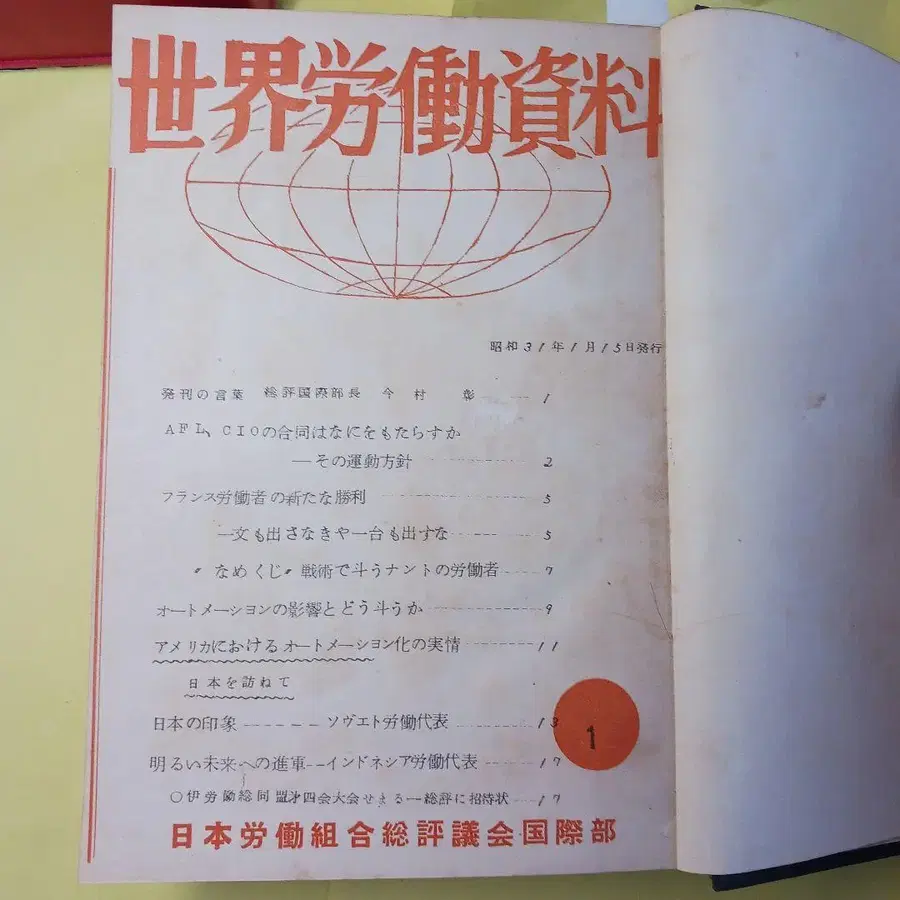 世界労働資料
昭和31年1月15日発行
発刊の言葉 総評国際部長 今村 彰 ------ 1
AFL、CIOの合同はなにをもたらすか
―その運動方針 ------ 2
フランス労働者の新たな勝利 ------ 5
一文も出さなきや一台も出すな ------ 5
〃なめくじ〃戦術で斗うナントの労働者 ----- 7
オートメーションの影響とどう斗うか ------ 9
アメリカにおけるオートメーション化の実情 ------ 11
日本を訪ねて
日本の印象 ------ ソヴエト労働代表 ------ 13
明るい未来への進軍--インドネシア労働代表 ------ 17
○伊労働総同盟才四会大会せまる―総評に招待状 --- 17
1
日本労働組合総評議会国際部